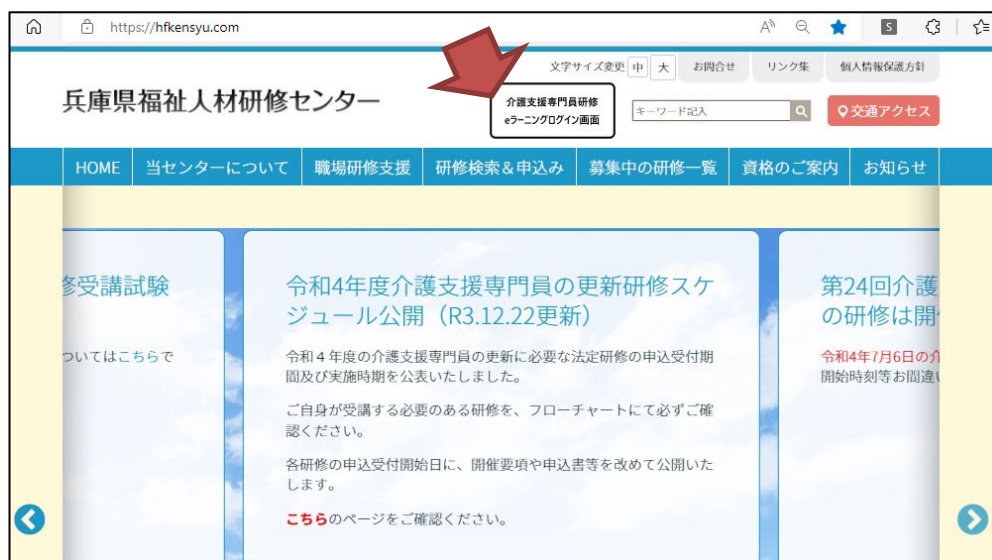 https://hfkensyu.com
文字サイズ変更 中 大 お問合せ リンク集 個人情報保護方針
兵庫県福祉人材研修センター
介護支援専門員研修
eラーニングログイン画面
キーワード記入
交通アクセス
HOME 当センターについて 職場研修支援 研修検索&申込み 募集中の研修一覧 資格のご案内 お知らせ
修受講試験
ついてはこちらで
令和4年度介護支援専門員の更新研修スケ
ジュール公開（R3.12.22更新）
令和４年度の介護支援専門員の更新に必要な法定研修の申込受付期
間及び実施時期を公表いたしました。
ご自身が受講する必要のある研修を、フローチャートにて必ずご確
認ください。
各研修の申込受付開始日に、開催要項や申込書等を改めて公開いた
します。
こちらのページをご確認ください。
第24回介護
の研修は開
令和4年7月6日の介
開始時刻等お間違い